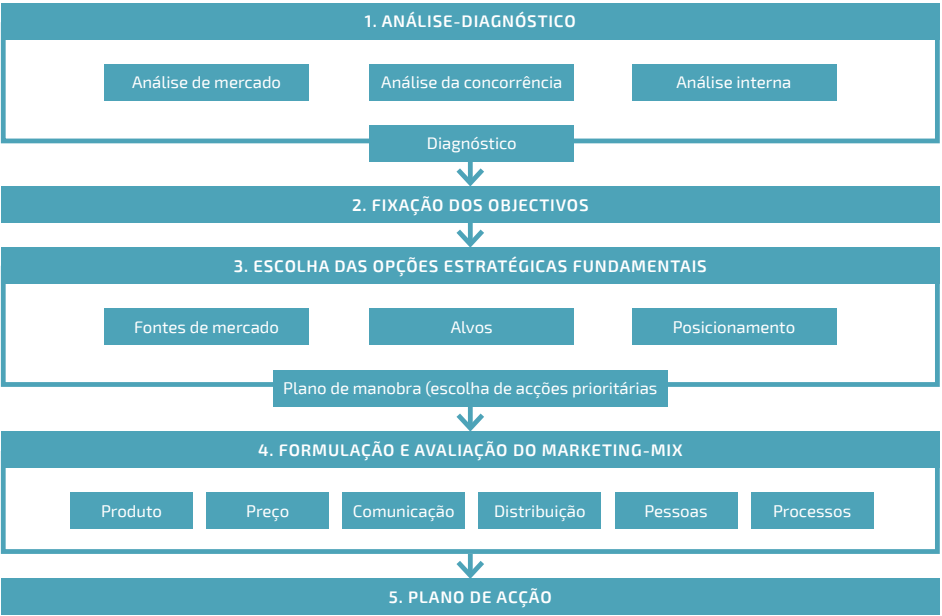 1. ANÁLISE-DIAGNÓSTICO
Análise de mercado
Análise da concorrência
Análise interna
Diagnóstico
2. FIXAÇÃO DOS OBJECTIVOS
3. ESCOLHA DAS OPÇÕES ESTRATÉGICAS FUNDAMENTAIS
Fontes de mercado
Alvos
Posicionamento
Plano de manobra (escolha de acções prioritárias
4. FORMULAÇÃO E AVALIAÇÃO DO MARKETING-MIX
Produto
Preço
Comunicação
Distribuição
Pessoas
Processos
5. PLANO DE ACÇÃO